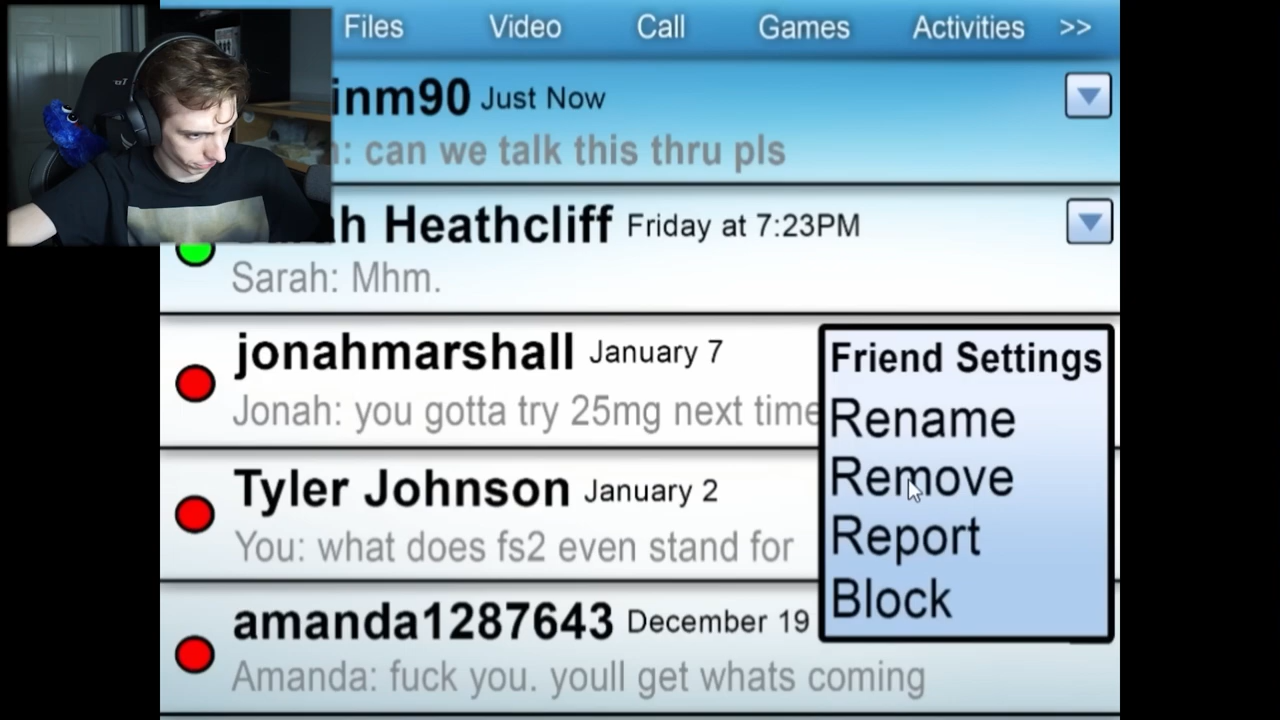 Files Video Call Games Activities >>
inm90 Just Now
: can we talk this thru pls
h Heathcliff Friday at 7:23PM
Sarah: Mhm.
jonahmarshall January 7
Jonah: you gotta try 25mg next time
Tyler Johnson January 2
You: what does fs2 even stand for
amanda1287643 December 19
Amanda: fuck you. youll get whats coming
Friend Settings
Rename
Remove
Report
Block